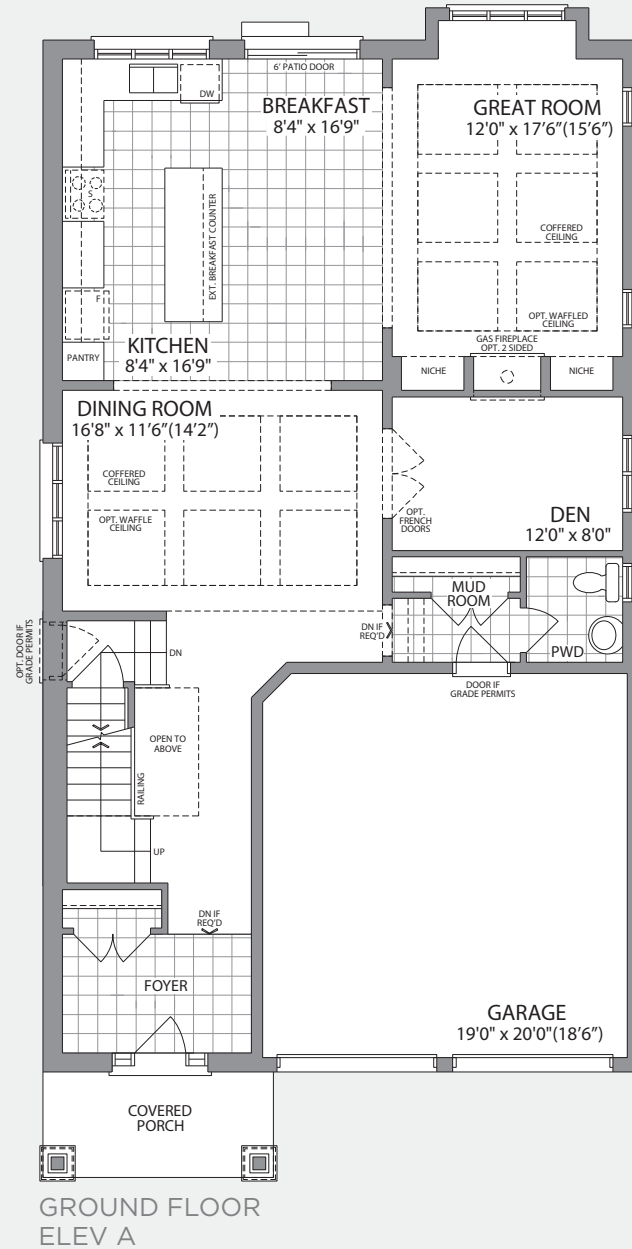 6' PATIO DOOR
DW
BREAKFAST
8'4" x 16'9"
GREAT ROOM
12'0" x 17'6"(15'6")
S
EXT. BREAKFAST COUNTER
COFFERED
CEILING
F
OPT. WAFFLED
CEILING
PANTRY
KITCHEN
8'4" x 16'9"
GAS FIREPLACE
OPT. 2 SIDED
NICHE
NICHE
DINING ROOM
16'8" x 11'6"(14'2")
COFFERED
CEILING
OPT. WAFFLE
CEILING
OPT.
FRENCH
DOORS
DEN
12'0" x 8'0"
MUD
ROOM
OPT. DOOR IF
GRADE PERMITS
DN
DN IF
REQ'D
PWD
DOOR IF
GRADE PERMITS
OPEN TO
ABOVE
RAILING
UP
DN IF
REQ'D
FOYER
GARAGE
19'0" x 20'0"(18'6")
COVERED
PORCH
GROUND FLOOR
ELEV A